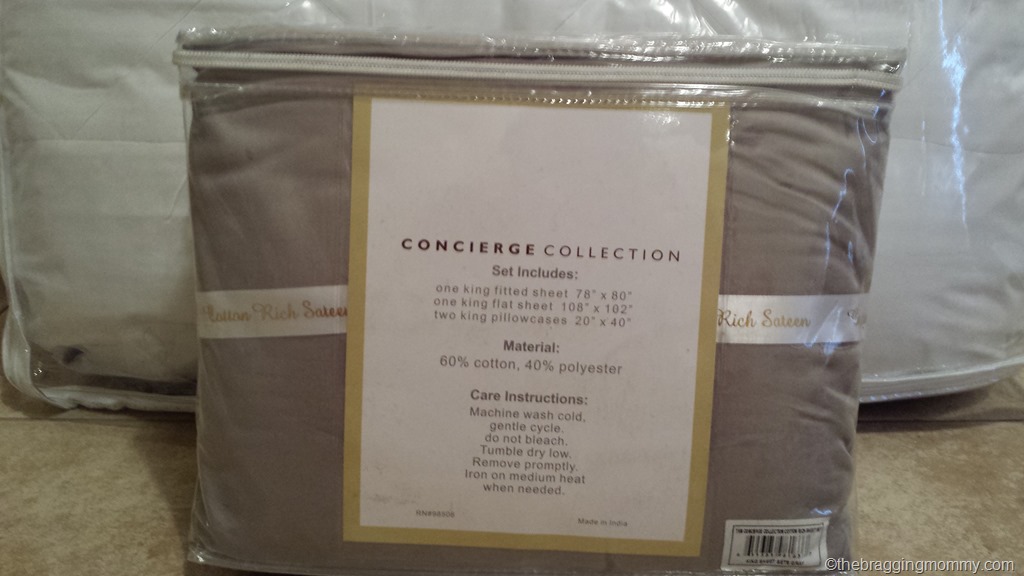 CONCIERGE COLLECTION
Set Includes:
one king fitted sheet 78" x 80"
one king flat sheet 108" x 102"
two king pillowcases 20" x 40"
Cotton Rich Sateen
Rich Sateen
Material:
60% cotton, 40% polyester
Care Instructions:
Machine wash cold,
gentle cycle.
do not bleach.
Tumble dry low.
Remove promptly.
Iron on medium heat
when needed.
Made in India
©thebraggingmommy.com